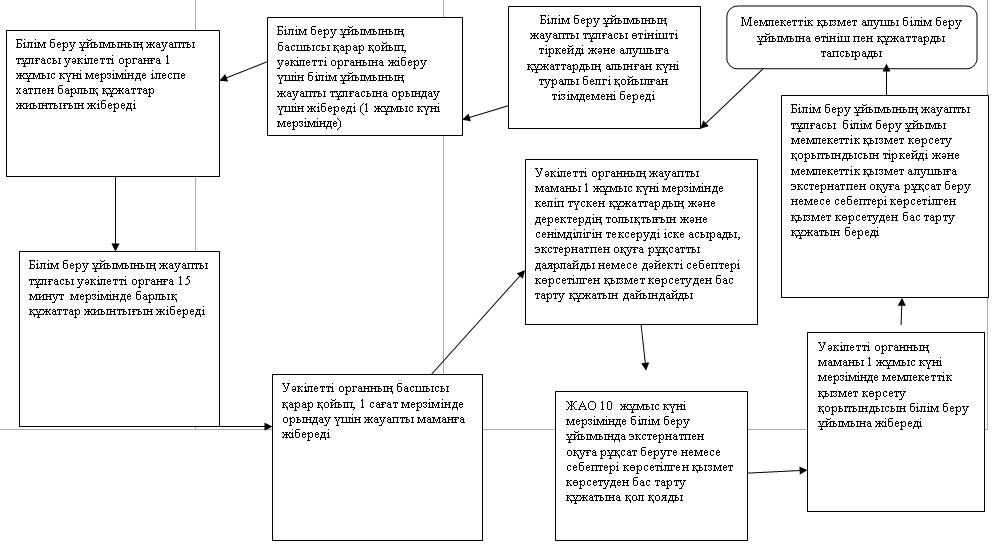 Мемлекеттік қызмет алушы білім беру
ұйымына өтініш пен құжаттарды
тапсырады
Білім беру ұйымының
жауапты тұлғасы өтінішті
тіркейді және алушыға
құжаттардың алынған күні
туралы белгі қойылған
тізімдемені береді
Білім беру ұйымының
басшысы қарар қойып,
уәкілетті органына жіберу
үшін білім ұйымының
жауапты тұлғасына орындау
үшін жібереді (1 жұмыс күні
мерзімінде)
Білім беру ұйымының жауапты
тұлғасы уәкілетті органға 1
жұмыс күні мерзімінде ілеспе
хатпен барлық құжаттар
жиынтығын жібереді
Білім беру ұйымының жауапты
тұлғасы уәкілетті органға 15
минут мерзімінде барлық
құжаттар жиынтығын жібереді
Уәкілетті органның басшысы
қарар қойып, 1 сағат мерзімінде
орындау үшін жауапты маманға
жібереді
Уәкілетті органның жауапты
маманы 1 жұмыс күні мерзімінде
келіп түскен құжаттардың және
деректердің толықтығын және
сенімділігін тексеруді іске асырады,
экстернатпен оқуға рұқсатты
даярлайды немесе дәйекті себептері
көрсетілген қызмет көрсетуден бас
тарту құжатын дайындайды
ЖАО 10 жұмыс күні
мерзімінде білім беру
ұйымында экстернатпен
оқуға рұқсат беруге немесе
себептері көрсетілген қызмет
көрсетуден бас тарту
құжатына қол қояды
Уәкілетті органның
маманы 1 жұмыс күні
мерзімінде мемлекеттік
қызмет көрсету
қорытындысын білім беру
ұйымына жібереді
Білім беру ұйымының жауапты
тұлғасы білім беру ұйымы
мемлекеттік қызмет көрсету
қорытындысын тіркейді және
мемлекеттік қызмет алушыға
экстернатпен оқуға рұқсат беру
немесе себептері көрсетілген
қызмет көрсетуден бас тарту
құжатын береді